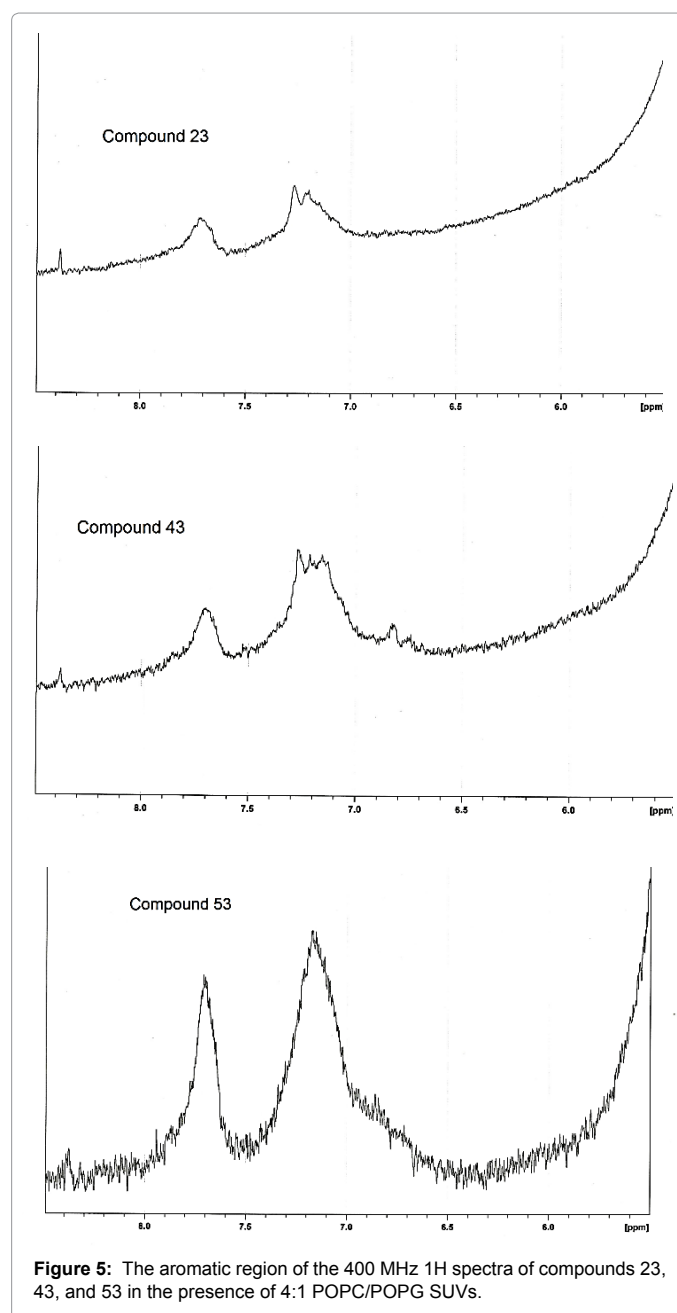 Compound 23
8.0 7.5 7.0 6.5 6.0 [ppm]
Compound 43
8.0 7.5 7.0 6.5 6.0 [ppm]
Compound 53
8.0 7.5 7.0 6.5 6.0 [ppm]
Figure 5: The aromatic region of the 400 MHz 1H spectra of compounds 23,
43, and 53 in the presence of 4:1 POPC/POPG SUVs.